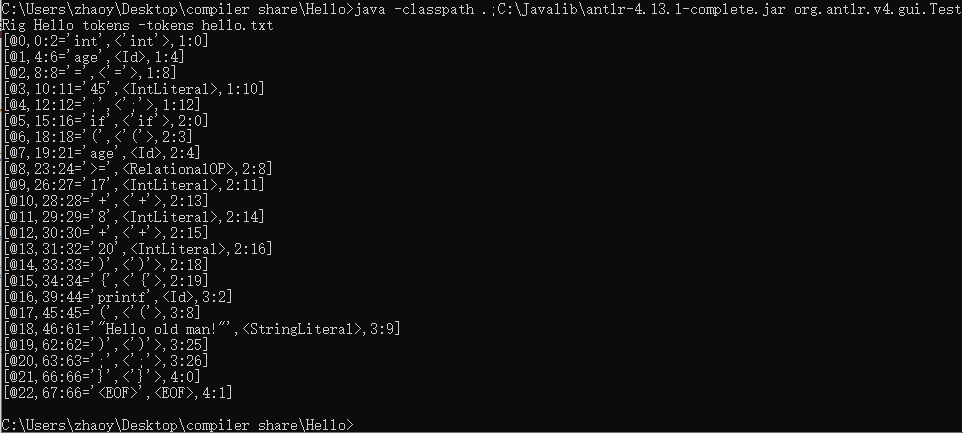 C:\Users\zhaoy\Desktop\compiler share\Hello>java -classpath .;C:\Javalib\antlr-4.13.1-complete.jar org.antlr.v4.gui.Test
Rig Hello tokens -tokens hello.txt
[@0,0:2='int',<'int'>,1:0]
[@1,4:6='age',<Id>,1:4]
[@2,8:8='=',<'='>,1:8]
[@3,10:11='45',<IntLiteral>,1:10]
[@4,12:12=';',<';'>,1:12]
[@5,15:16='if',<'if'>,2:0]
[@6,18:18='(',<'('>,2:3]
[@7,19:21='age',<Id>,2:4]
[@8,23:24='>=',<RelationalOP>,2:8]
[@9,26:27='17',<IntLiteral>,2:11]
[@10,28:28='+',<'+'>,2:13]
[@11,29:29='8',<IntLiteral>,2:14]
[@12,30:30='+',<'+'>,2:15]
[@13,31:32='20',<IntLiteral>,2:16]
[@14,33:33=')',<')'>,2:18]
[@15,34:34='{',<'{'>,2:19]
[@16,39:44='printf',<Id>,3:2]
[@17,45:45='(',<'('>,3:8]
[@18,46:61='"Hello old man!"',<StringLiteral>,3:9]
[@19,62:62=')',<')'>,3:25]
[@20,63:63=';',<';'>,3:26]
[@21,66:66='}',<'}'>,4:0]
[@22,67:66='<EOF>',<EOF>,4:1]
C:\Users\zhaoy\Desktop\compiler share\Hello>